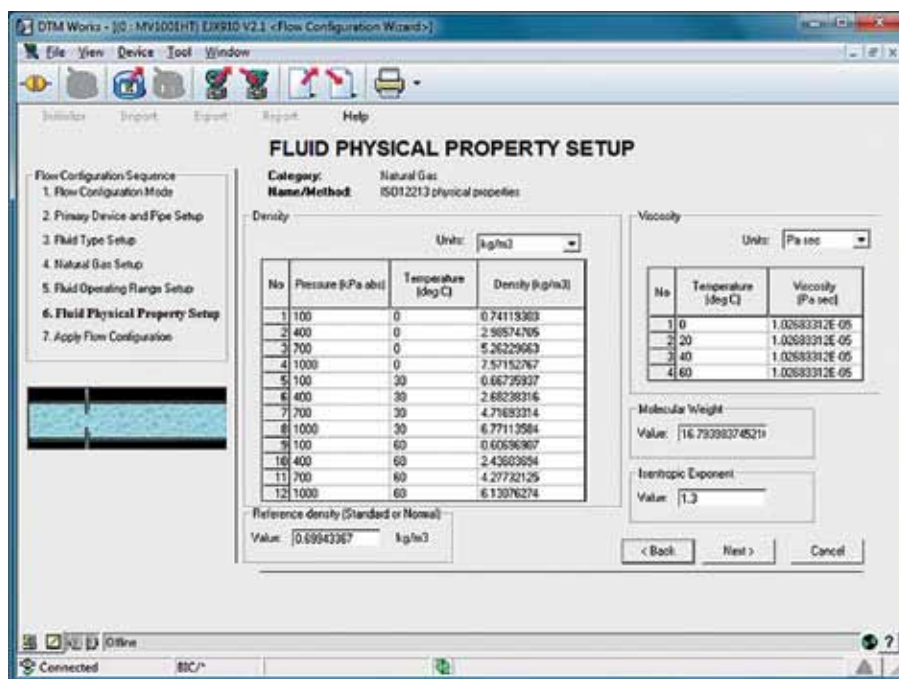 DTM Works - [(0 : MV1001HT) EJX910 V2.1 <Flow Configuration Wizard>]
File View Device Tool Window
Initialize Import Export Report Help
FLUID PHYSICAL PROPERTY SETUP
Category: Natural Gas
Name/Method: ISO12213 physical properties
Flow Configuration Sequence
1. Flow Configuration Mode
2. Primary Device and Pipe Setup
3. Fluid Type Setup
4. Natural Gas Setup
5. Fluid Operating Range Setup
6. Fluid Physical Property Setup
7. Apply Flow Configuration
Density
Units: kg/m3
No Pressure (kPa abs) Temperature (deg C) Density (kg/m3)
1 100 0 0.74119303
2 400 0 2.98574705
3 700 0 5.26229663
4 1000 0 7.57152767
5 100 30 0.66735937
6 400 30 2.68238316
7 700 30 4.71693314
8 1000 30 6.77113584
9 100 60 0.60696907
10 400 60 2.43603694
11 700 60 4.27732125
12 1000 60 6.13076274
Reference density (Standard or Normal)
Value: 0.69943367 kg/m3
Viscosity
Units: Pa sec
No Temperature (deg C) Viscosity (Pa sec)
1 0 1.02683312E-05
2 20 1.02683312E-05
3 40 1.02683312E-05
4 60 1.02683312E-05
Molecular Weight
Value: 16.7939837452
Isentropic Exponent
Value: 1.3
< Back Next > Cancel
Offline
Connected